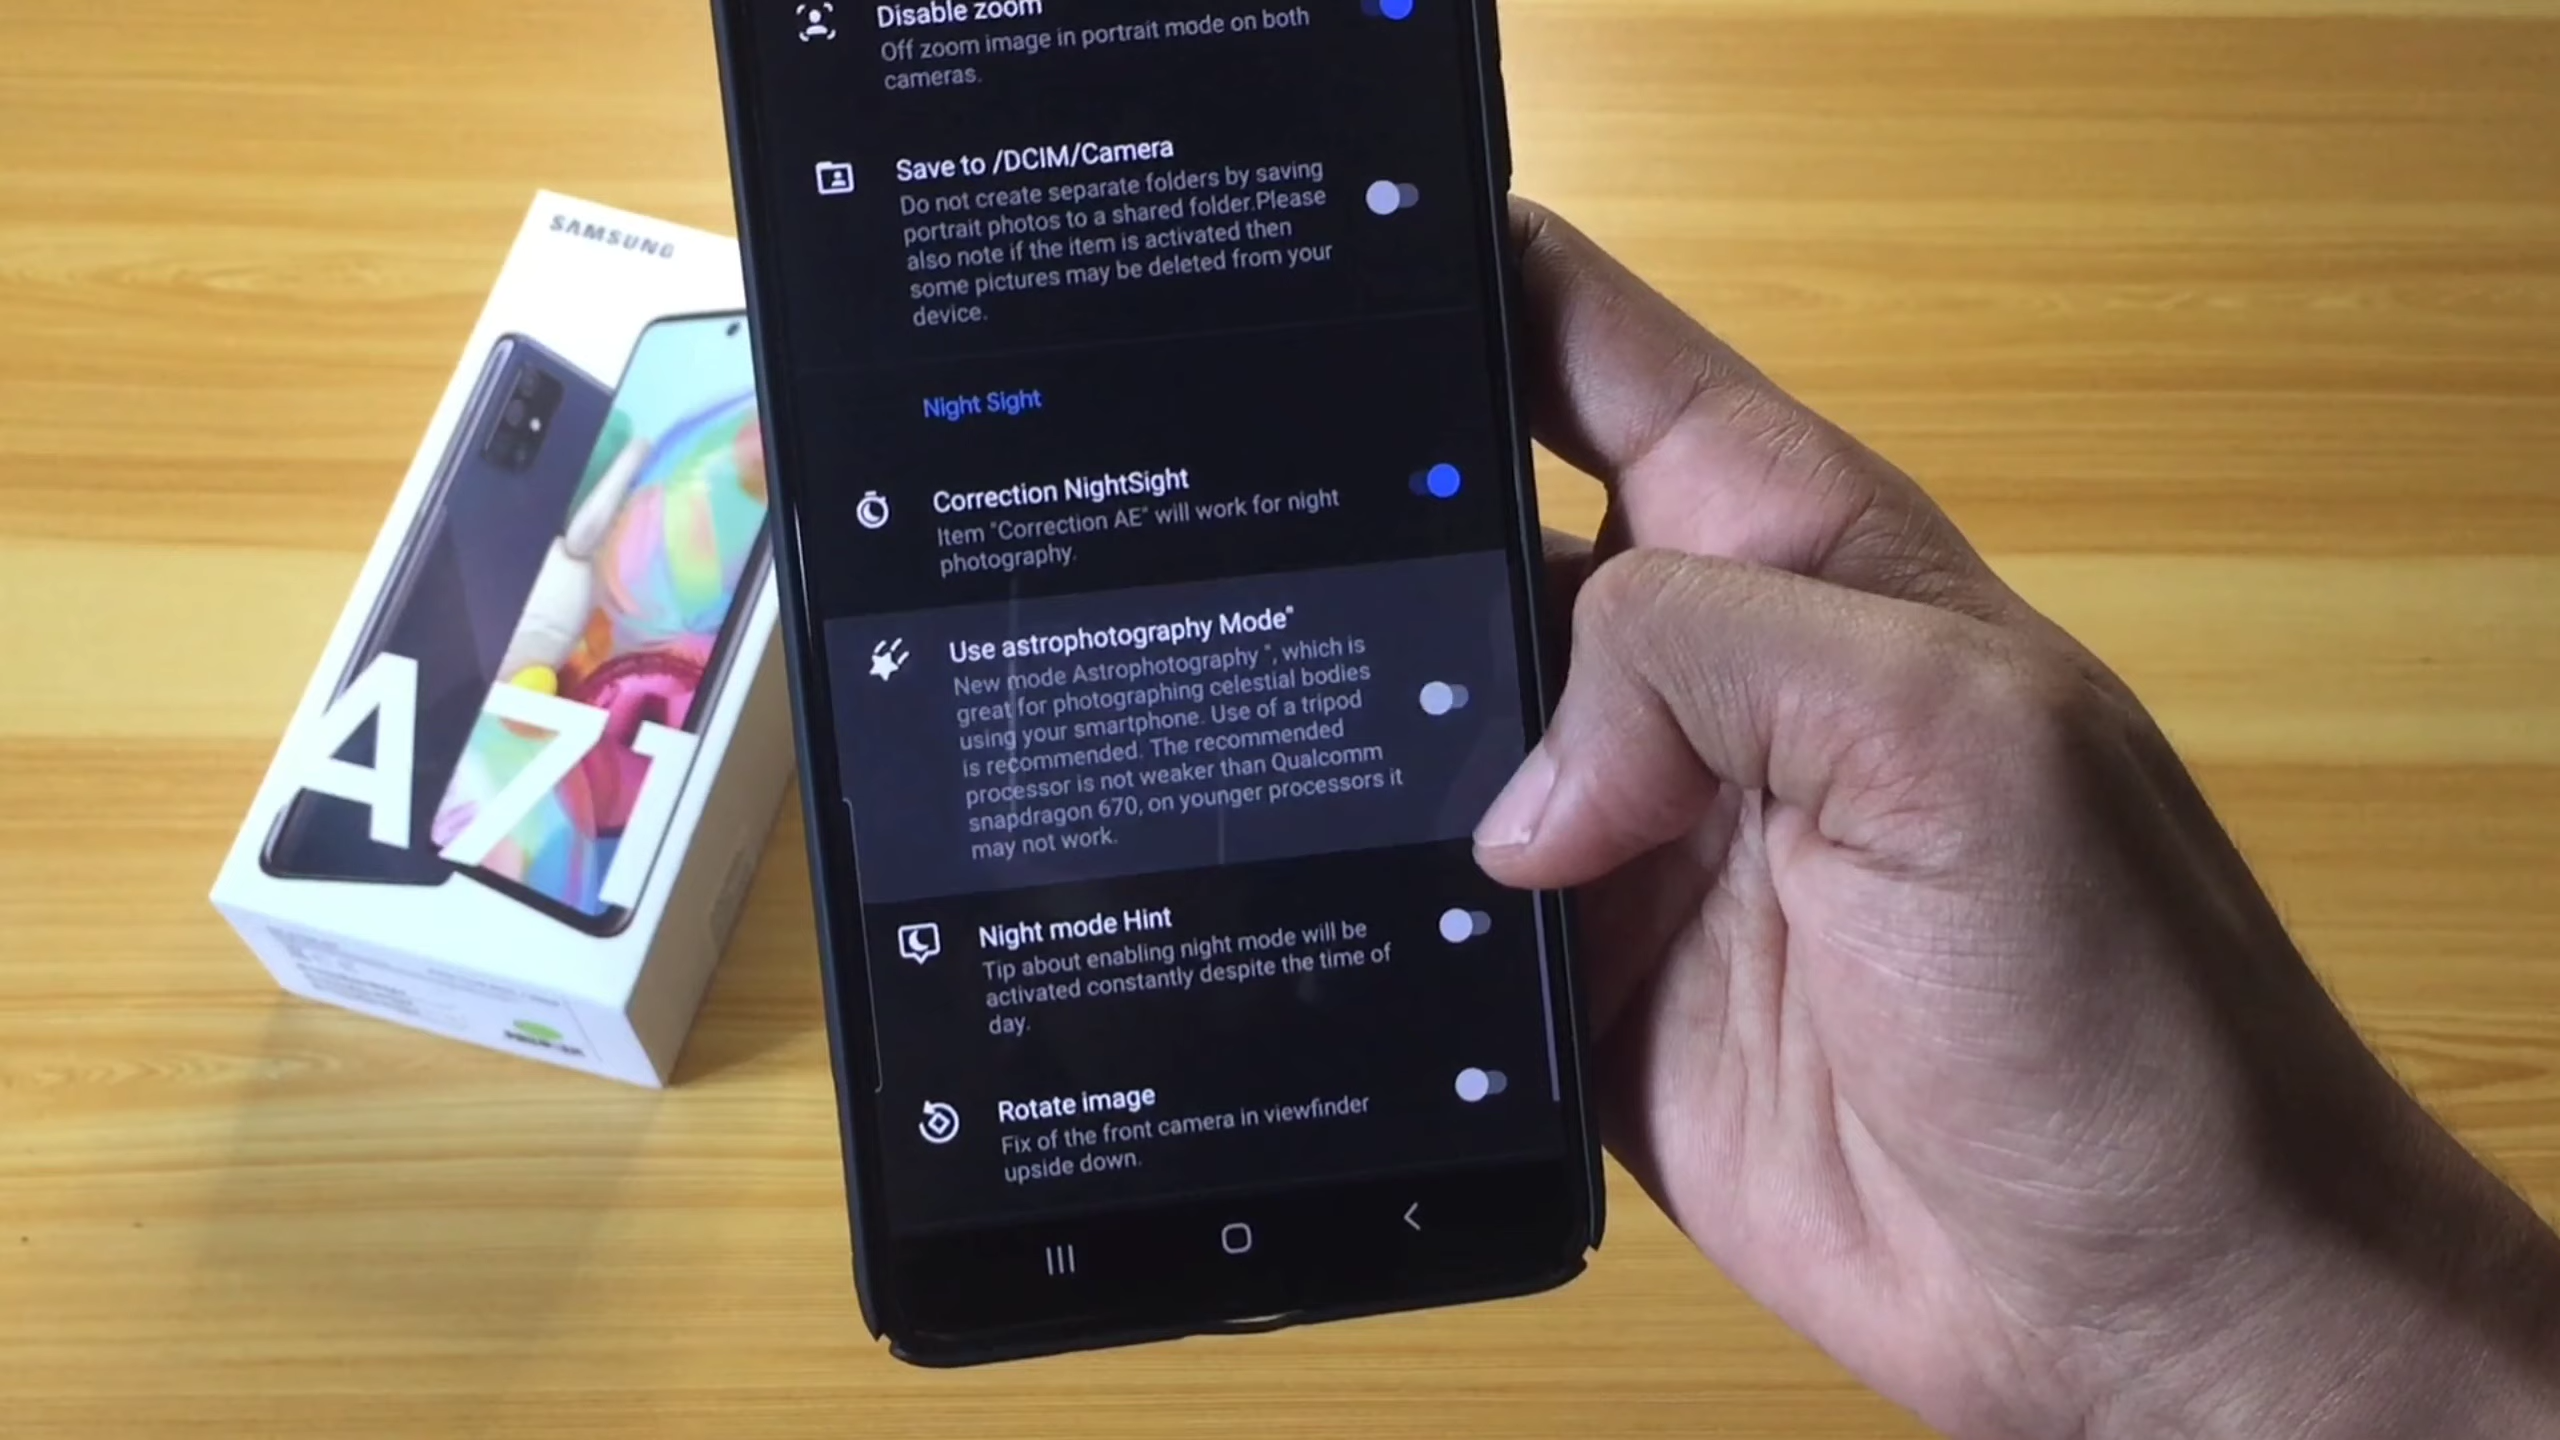 Disable zoom
Off zoom image in portrait mode on both
cameras.
Save to /DCIM/Camera
Do not create separate folders by saving
portrait photos to a shared folder.Please
also note if the item is activated then
some pictures may be deleted from your
device.
Night Sight
Correction NightSight
Item "Correction AE" will work for night
photography.
Use astrophotography Mode"
New mode Astrophotography ", which is
great for photographing celestial bodies
using your smartphone. Use of a tripod
is recommended. The recommended
processor is not weaker than Qualcomm
snapdragon 670, on younger processors it
may not work.
Night mode Hint
Tip about enabling night mode will be
activated constantly despite the time of
day.
Rotate image
Fix of the front camera in viewfinder
upside down.
SAMSUNG
A71